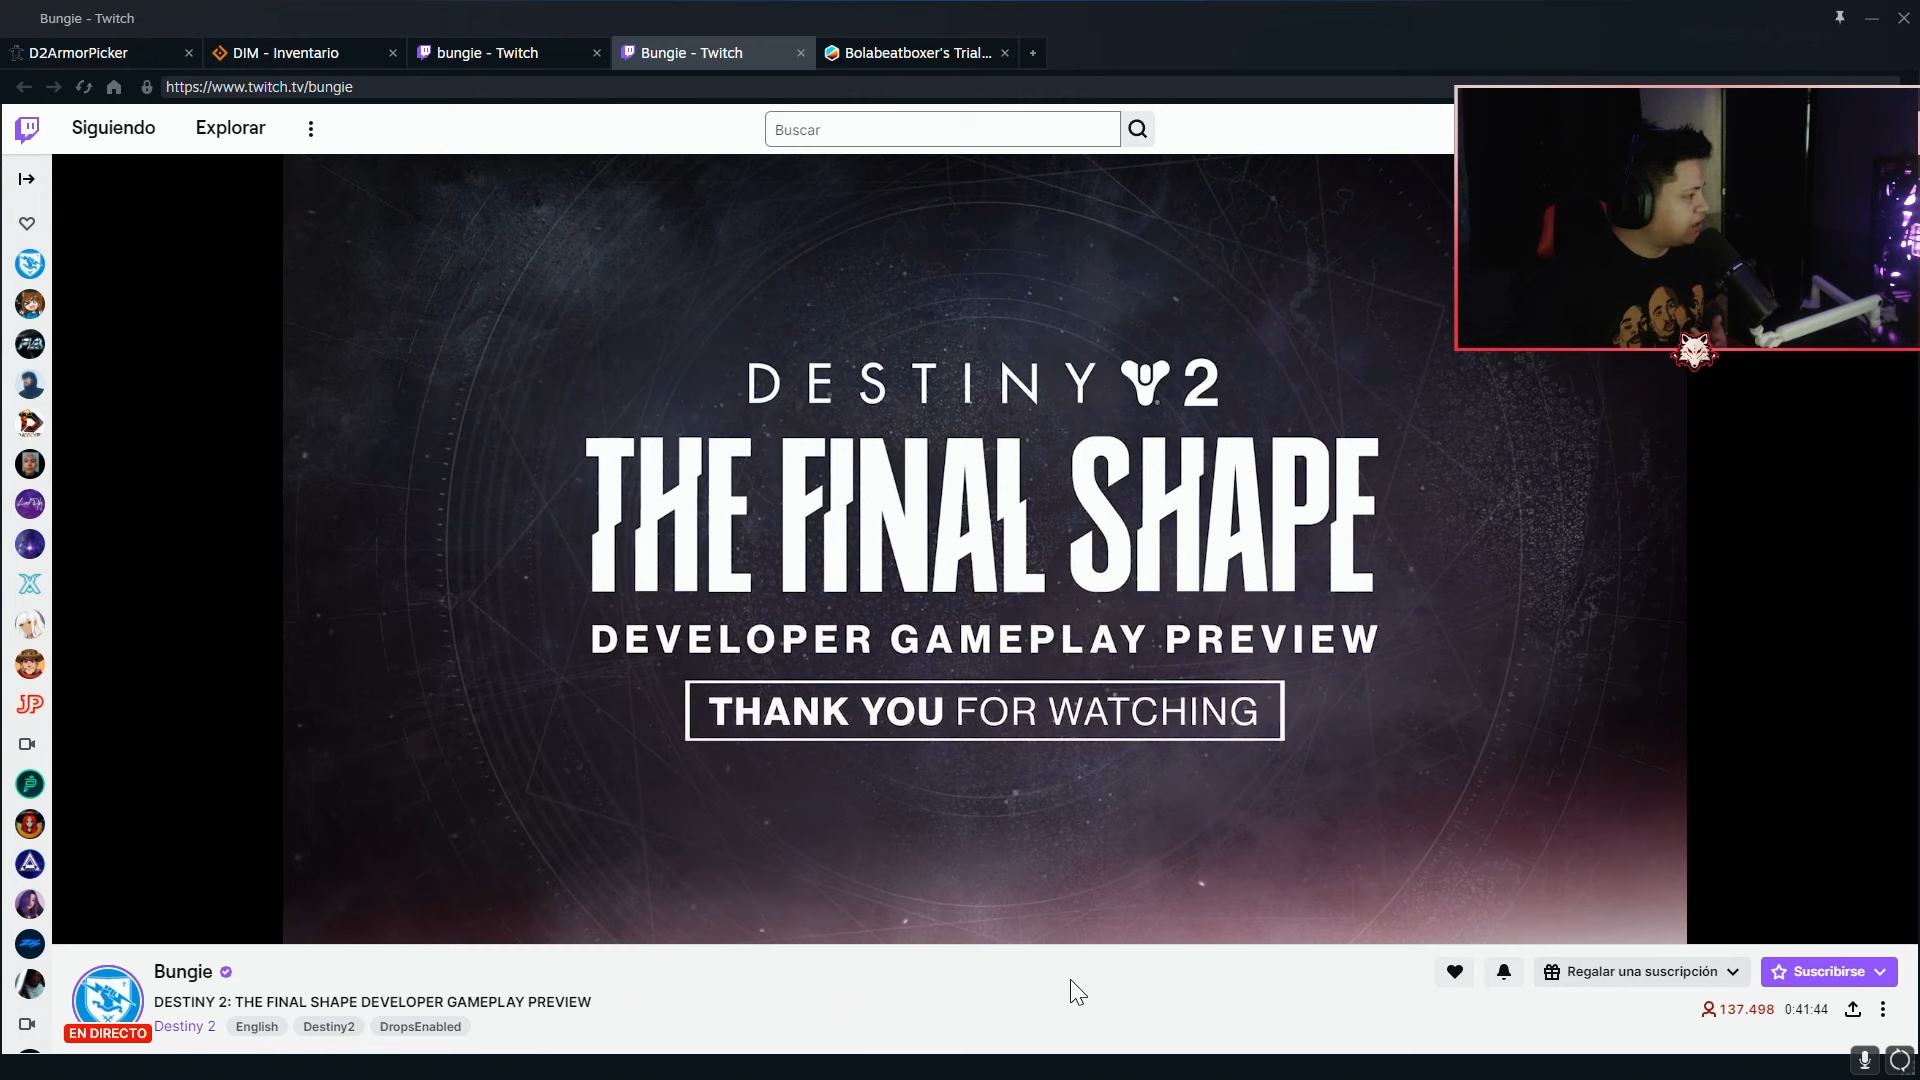 Bungie - Twitch
D2ArmorPicker
DIM - Inventario
bungie - Twitch
Bungie - Twitch
Bolabeatboxer's Trial...
https://www.twitch.tv/bungie
Siguiendo
Explorar
Buscar
DESTINY 2
THE FINAL SHAPE
DEVELOPER GAMEPLAY PREVIEW
THANK YOU FOR WATCHING
JP
Bungie
DESTINY 2: THE FINAL SHAPE DEVELOPER GAMEPLAY PREVIEW
EN DIRECTO
Destiny 2
English
Destiny2
DropsEnabled
Regalar una suscripción
Suscribirse
137.498
0:41:44